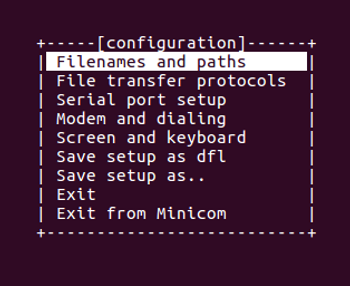 +-----[configuration]------+
| Filenames and paths      |
| File transfer protocols  |
| Serial port setup        |
| Modem and dialing        |
| Screen and keyboard      |
| Save setup as dfl        |
| Save setup as..          |
| Exit                     |
| Exit from Minicom        |
+--------------------------+